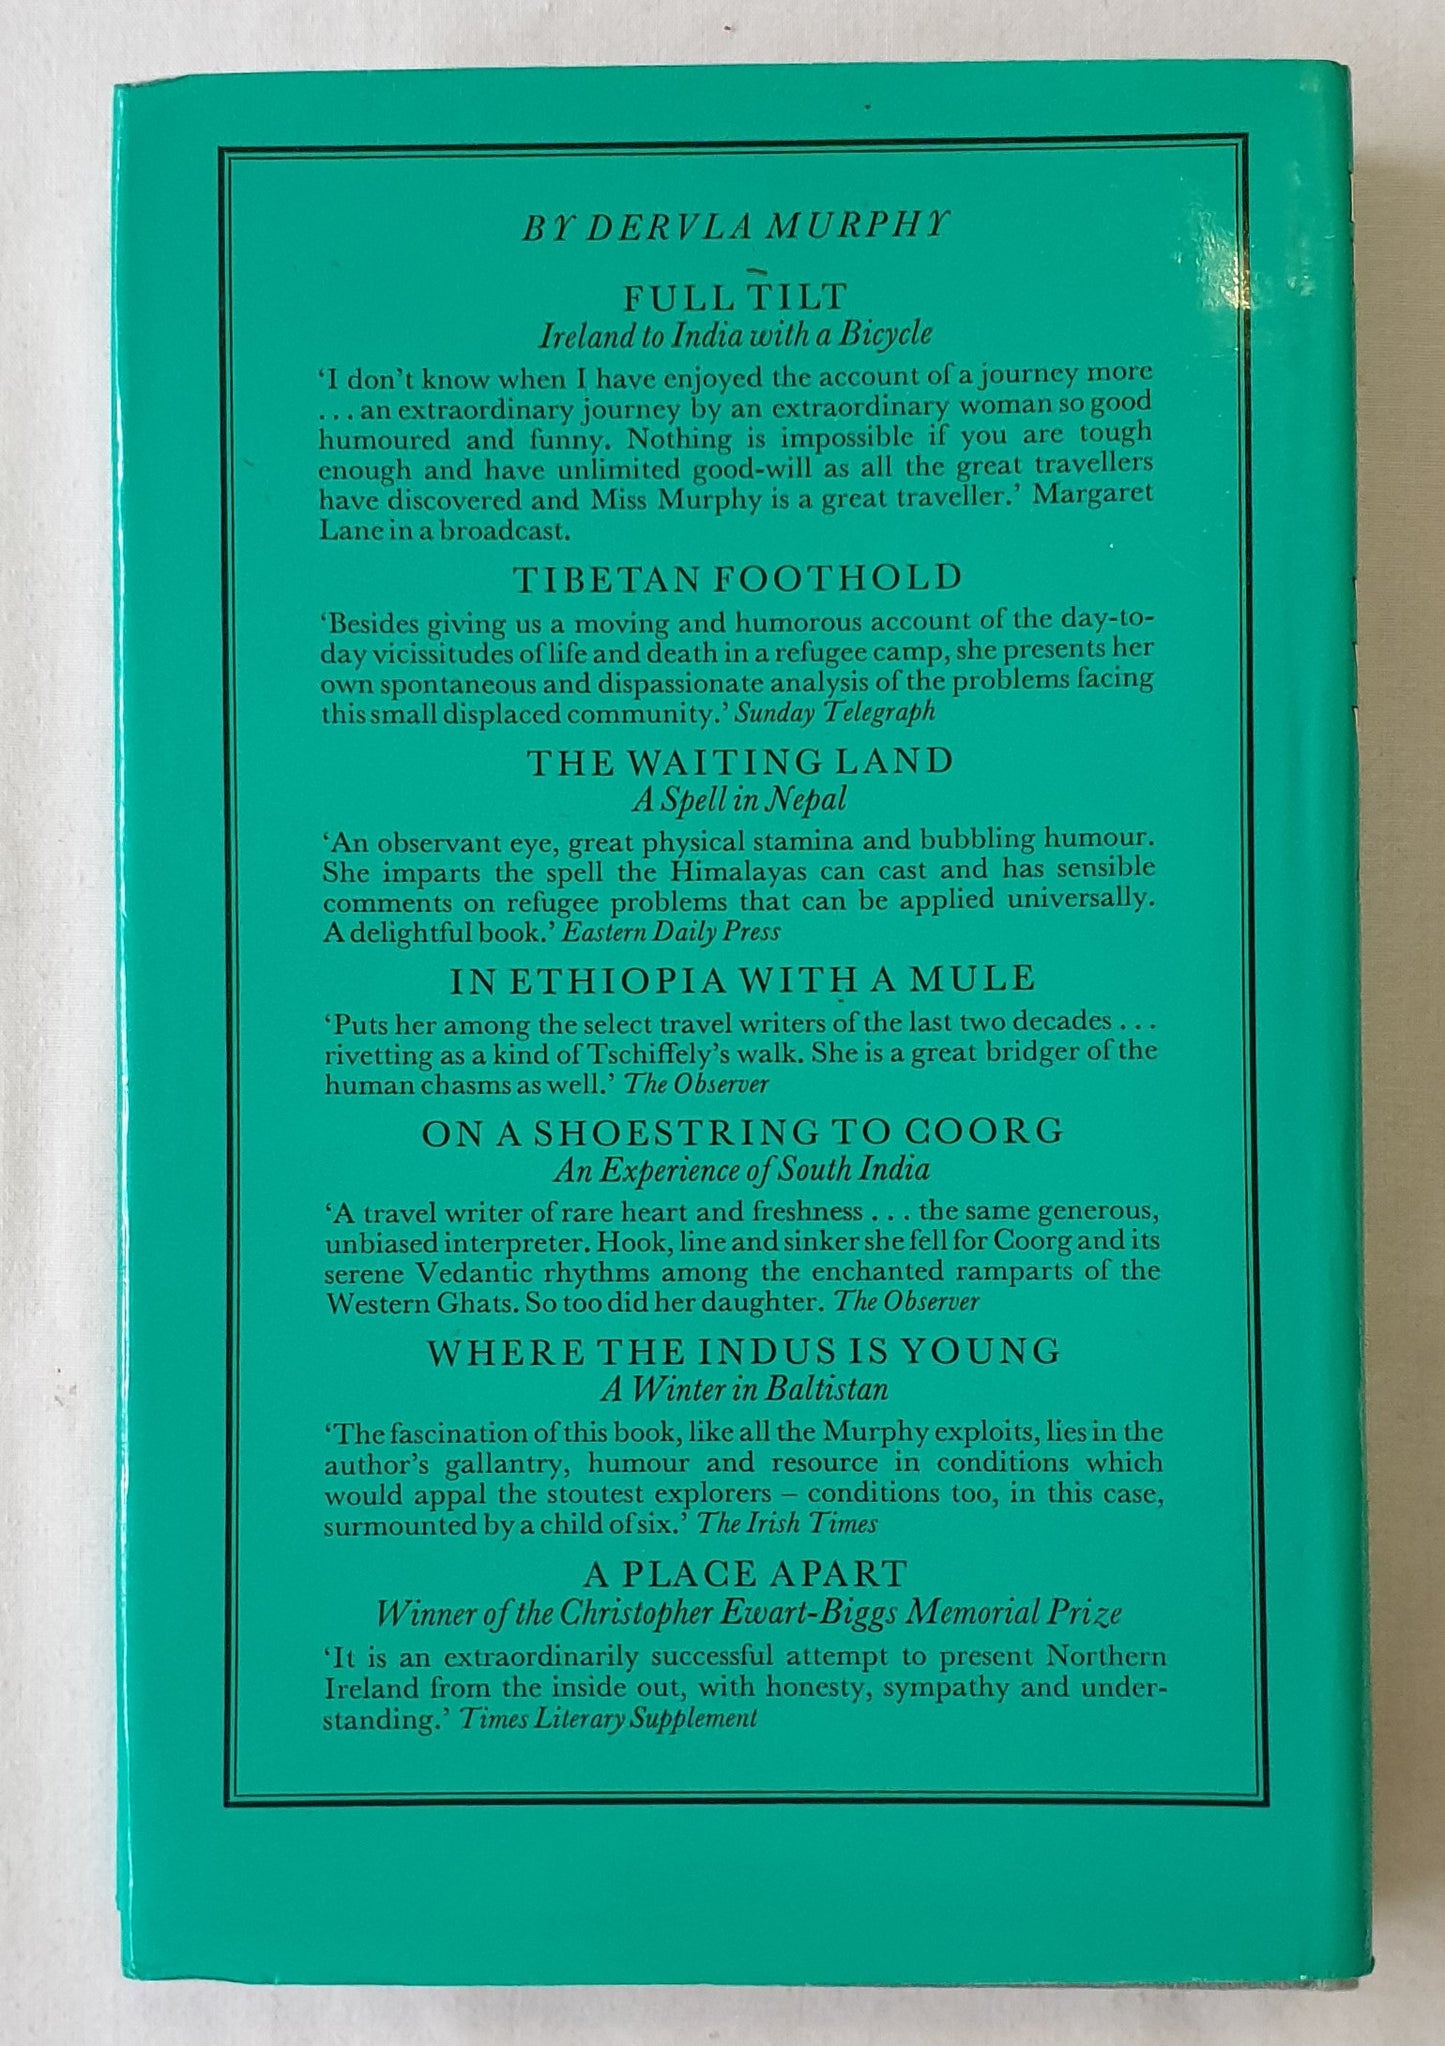 BY DERVLA MURPHY
FULL TILT
Ireland to India with a Bicycle
‘I don’t know when I have enjoyed the account of a journey more
. . . an extraordinary journey by an extraordinary woman so good
humoured and funny. Nothing is impossible if you are tough
enough and have unlimited good-will as all the great travellers
have discovered and Miss Murphy is a great traveller.’ Margaret
Lane in a broadcast.
TIBETAN FOOTHOLD
‘Besides giving us a moving and humorous account of the day-to-
day vicissitudes of life and death in a refugee camp, she presents her
own spontaneous and dispassionate analysis of the problems facing
this small displaced community.’ Sunday Telegraph
THE WAITING LAND
A Spell in Nepal
‘An observant eye, great physical stamina and bubbling humour.
She imparts the spell the Himalayas can cast and has sensible
comments on refugee problems that can be applied universally.
A delightful book.’ Eastern Daily Press
IN ETHIOPIA WITH A MULE
‘Puts her among the select travel writers of the last two decades . . .
rivetting as a kind of Tschiffely’s walk. She is a great bridger of the
human chasms as well.’ The Observer
ON A SHOESTRING TO COORG
An Experience of South India
‘A travel writer of rare heart and freshness . . . the same generous,
unbiased interpreter. Hook, line and sinker she fell for Coorg and its
serene Vedantic rhythms among the enchanted ramparts of the
Western Ghats. So too did her daughter. The Observer
WHERE THE INDUS IS YOUNG
A Winter in Baltistan
‘The fascination of this book, like all the Murphy exploits, lies in the
author’s gallantry, humour and resource in conditions which
would appal the stoutest explorers – conditions too, in this case,
surmounted by a child of six.’ The Irish Times
A PLACE APART
Winner of the Christopher Ewart-Biggs Memorial Prize
‘It is an extraordinarily successful attempt to present Northern
Ireland from the inside out, with honesty, sympathy and under-
standing.’ Times Literary Supplement